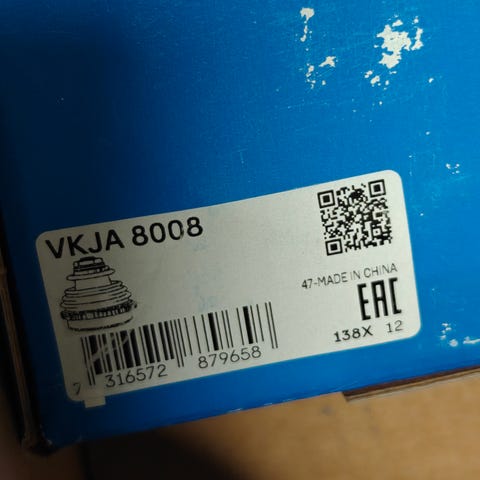 VKJA 8008
47-MADE IN CHINA
EAC
138X 12
7 316572 879658